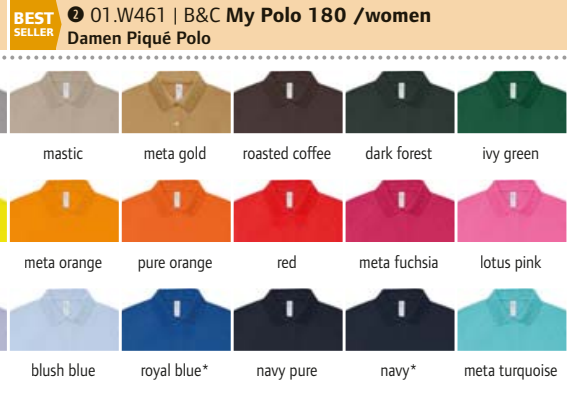 BEST
SELLER
❷ 01.W461 | B&C My Polo 180 /women
Damen Piqué Polo
mastic meta gold roasted coffee dark forest ivy green
meta orange pure orange red meta fuchsia lotus pink
blush blue royal blue* navy pure navy* meta turquoise